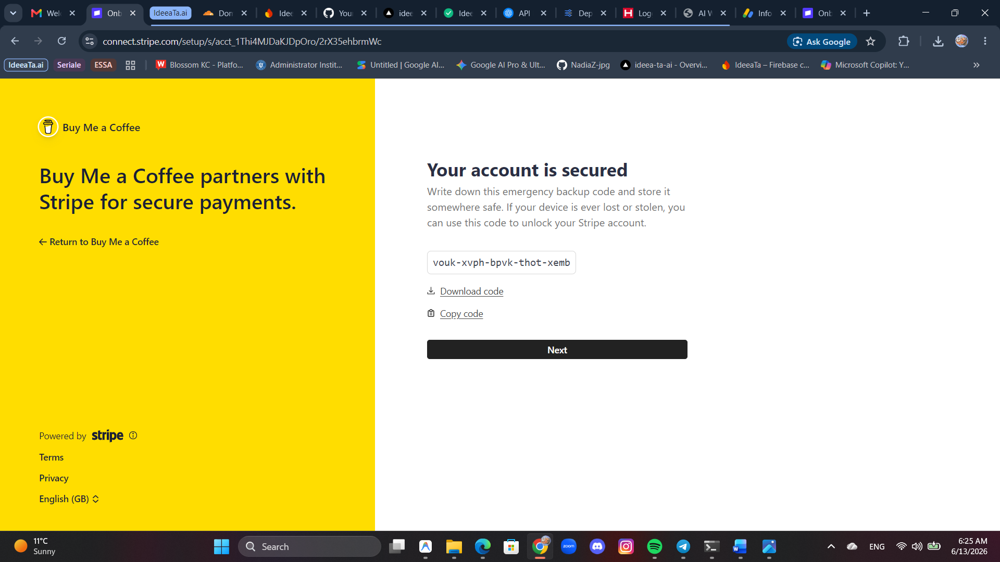 Wel
Onb
IdeeaTa.ai
Don
Idee
You
idee
Idee
API
Dep
Log
AI W
Info
Onb
connect.stripe.com/setup/s/acct_1Thi4MJDaKJDpOro/2rX35ehbrmWc
Ask Google
IdeeaTa.ai
Seriale
ESSA
Blossom KC - Platfo...
Administrator Instit...
Untitled | Google AI...
Google AI Pro & Ult...
NadiaZ-jpg
ideea-ta-ai - Overvi...
IdeeaTa – Firebase c...
Microsoft Copilot: Y...
Buy Me a Coffee
Buy Me a Coffee partners with
Stripe for secure payments.
Return to Buy Me a Coffee
Powered by stripe
Terms
Privacy
English (GB)
Your account is secured
Write down this emergency backup code and store it
somewhere safe. If your device is ever lost or stolen, you
can use this code to unlock your Stripe account.
vouk-xvph-bpvk-thot-xemb
Download code
Copy code
Next
11°C
Sunny
Search
zoom
ENG
6:25 AM
6/13/2026